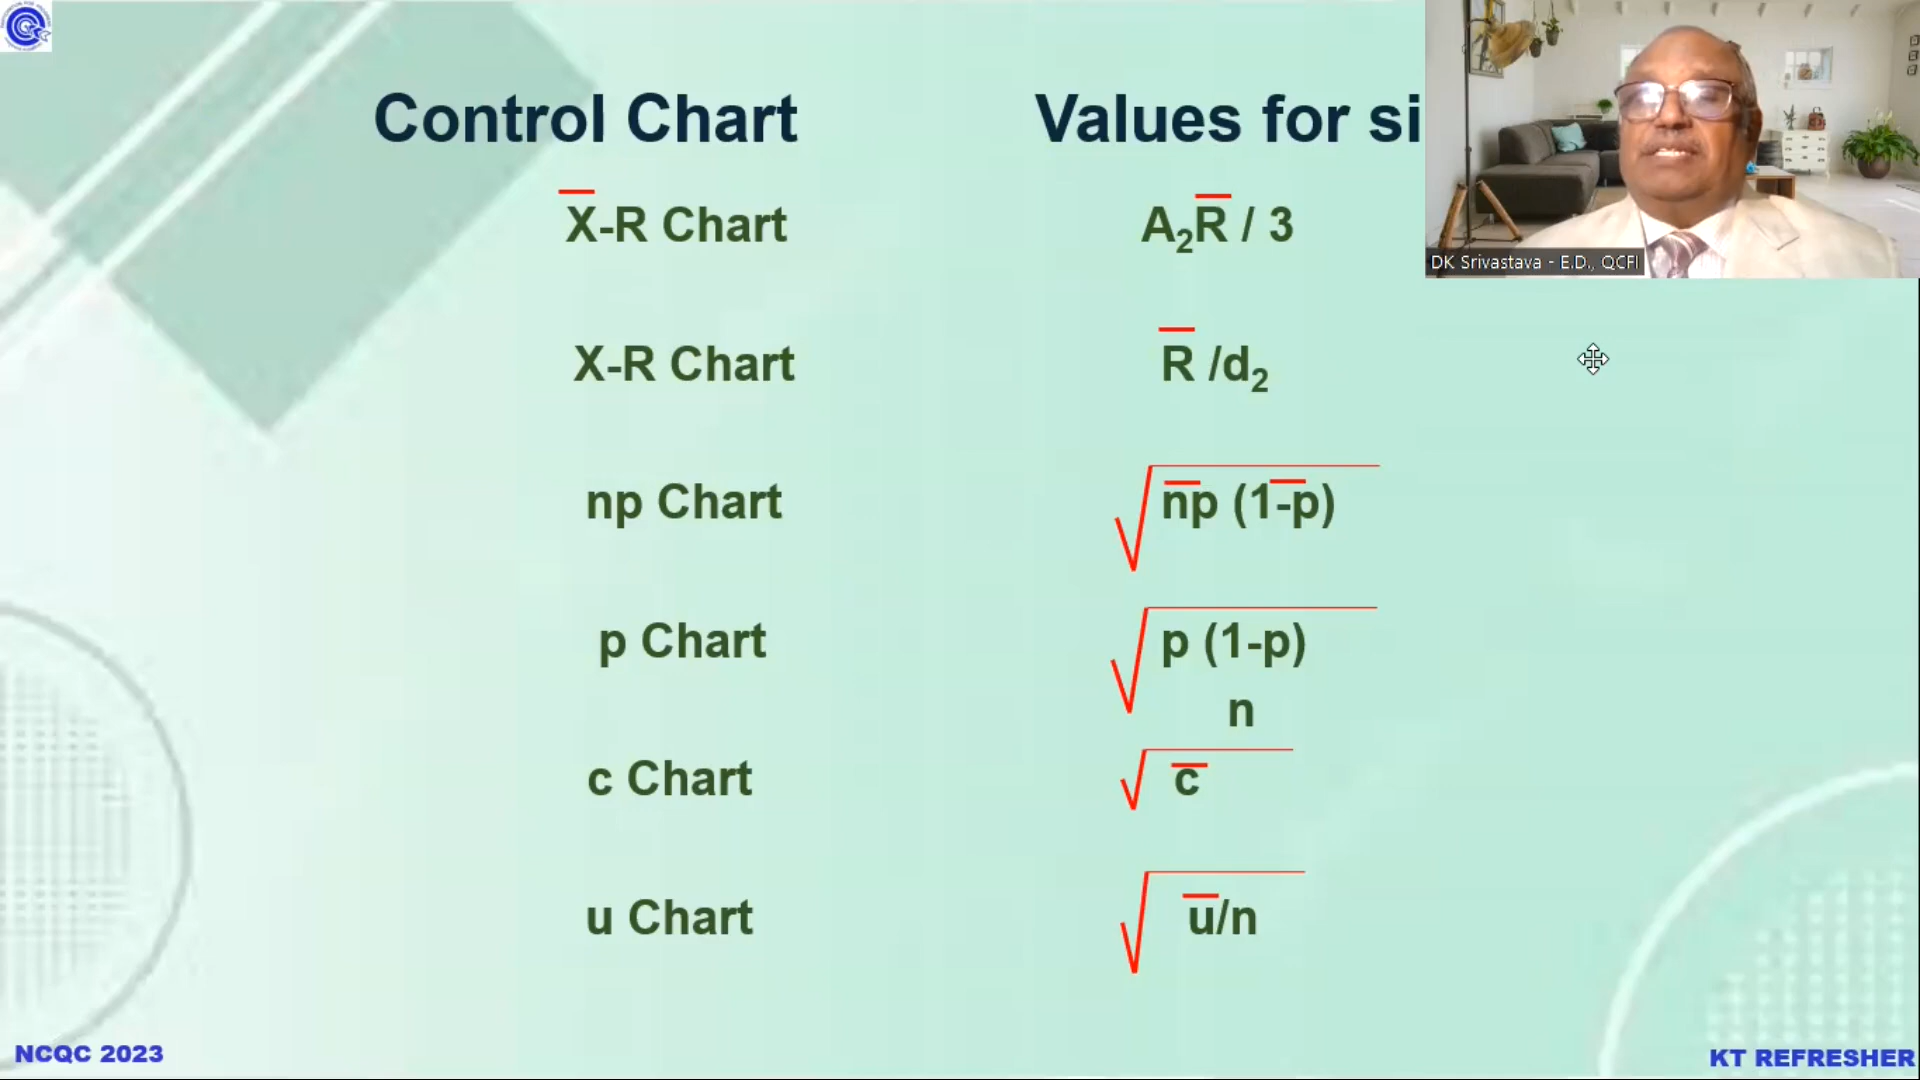 Control Chart Values for si
X̅-R Chart A₂R̅ / 3
X-R Chart R̅ /d₂
np Chart √n̅p (1-̅p)
p Chart √p (1-p)
n
c Chart √c̅
u Chart √u̅/n
DK Srivastava - E.D., QCFI
NCQC 2023
KT REFRESHER